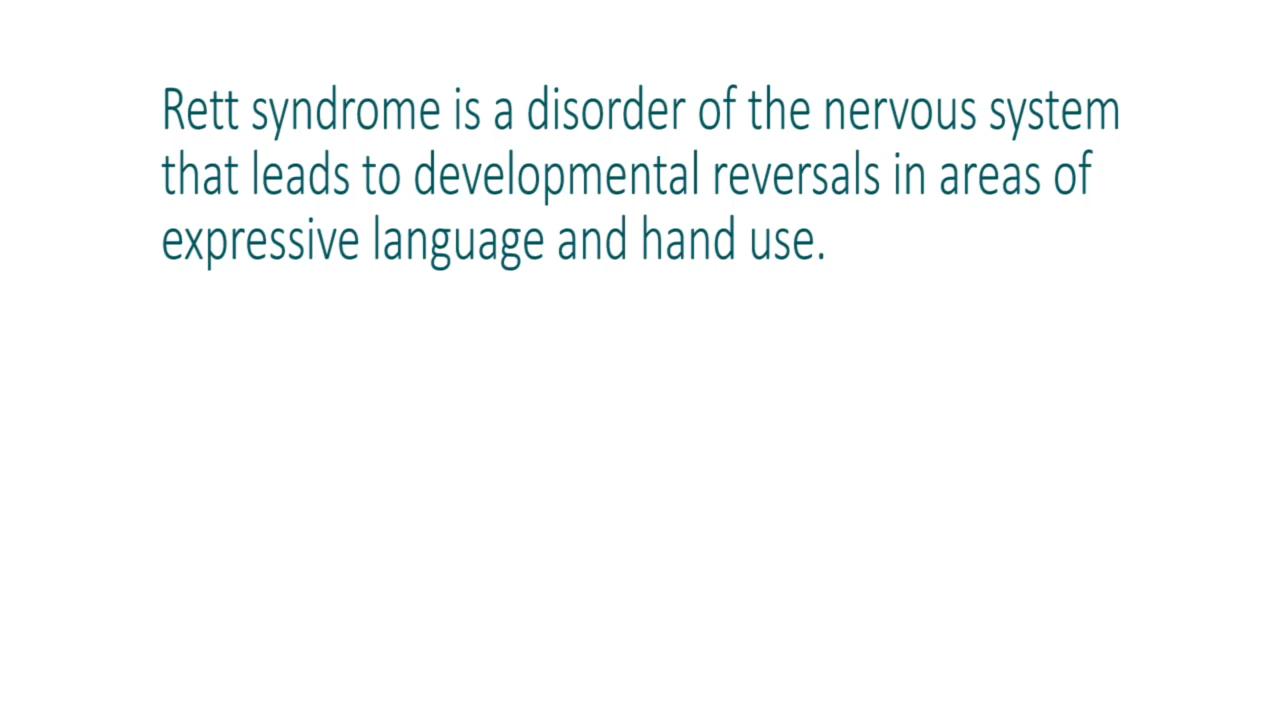 Rett syndrome is a disorder of the nervous system
that leads to developmental reversals in areas of
expressive language and hand use.